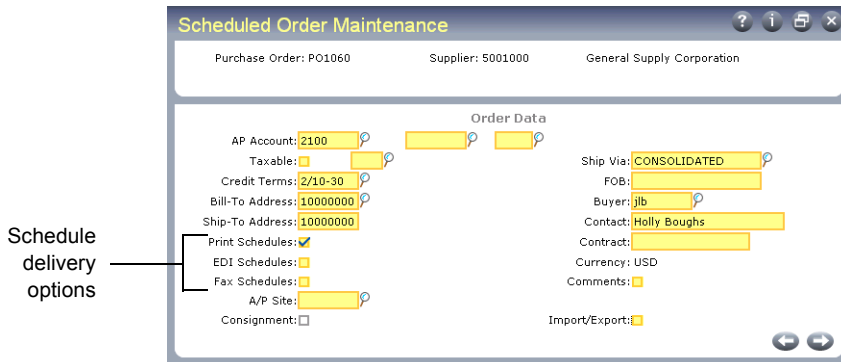 Scheduled Order Maintenance
? i
Purchase Order: PO1060 Supplier: 5001000 General Supply Corporation
Order Data
AP Account: 2100
Taxable: Ship Via: CONSOLIDATED
Credit Terms: 2/10-30 FOB:
Bill-To Address: 10000000 Buyer: jlb
Ship-To Address: 10000000 Contact: Holly Boughs
Print Schedules: Contract:
EDI Schedules: Currency: USD
Fax Schedules: Comments:
A/P Site:
Consignment: Import/Export:
Schedule
delivery
options